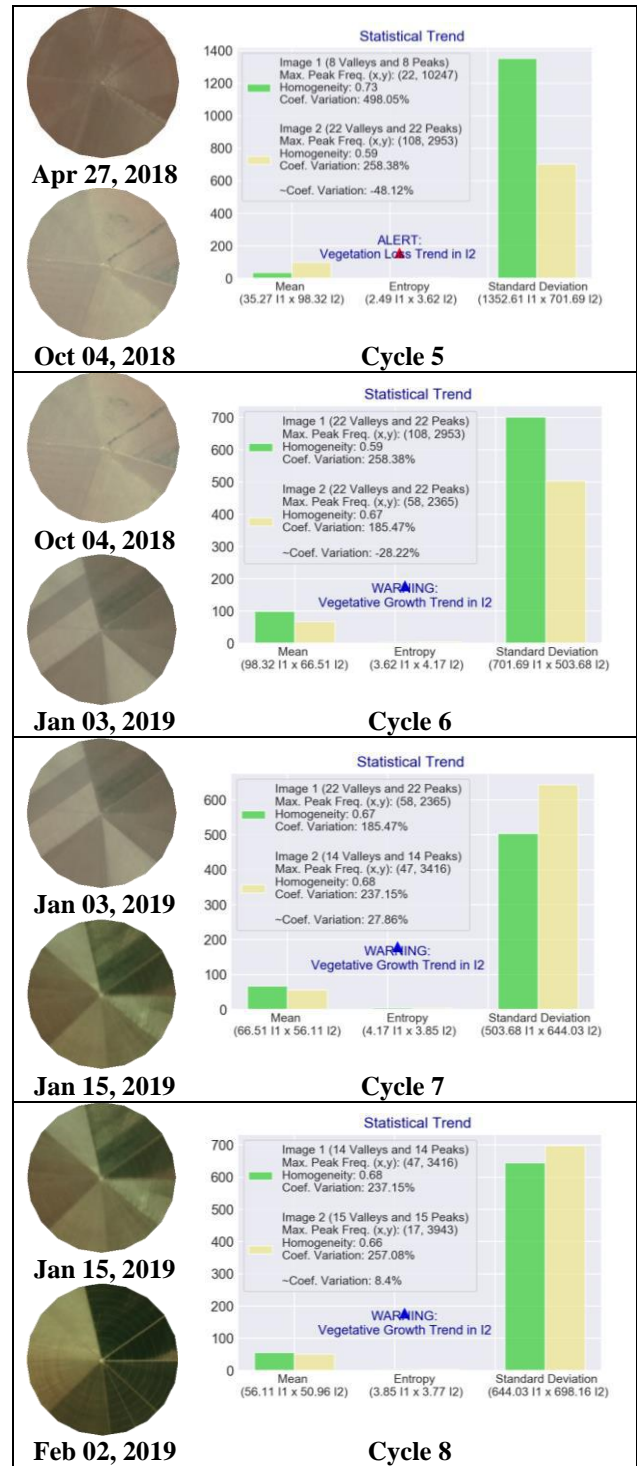 Statistical Trend
1400
1200
1000
800
600
400
200
0
Image 1 (8 Valleys and 8 Peaks)
Max. Peak Freq. (x,y): (22, 10247)
Homogeneity: 0.73
Coef. Variation: 498.05%
Image 2 (22 Valleys and 22 Peaks)
Max. Peak Freq. (x,y): (108, 2953)
Homogeneity: 0.59
Coef. Variation: 258.38%
~Coef. Variation: -48.12%
ALERT:
Vegetation Loss Trend in I2
Mean
(35.27 I1 x 98.32 I2)
Entropy
(2.49 I1 x 3.62 I2)
Standard Deviation
(1352.61 I1 x 701.69 I2)
Apr 27, 2018
Oct 04, 2018
Cycle 5
Statistical Trend
700
600
500
400
300
200
100
0
Image 1 (22 Valleys and 22 Peaks)
Max. Peak Freq. (x,y): (108, 2953)
Homogeneity: 0.59
Coef. Variation: 258.38%
Image 2 (22 Valleys and 22 Peaks)
Max. Peak Freq. (x,y): (58, 2365)
Homogeneity: 0.67
Coef. Variation: 185.47%
~Coef. Variation: -28.22%
WARNING:
Vegetative Growth Trend in I2
Mean
(98.32 I1 x 66.51 I2)
Entropy
(3.62 I1 x 4.17 I2)
Standard Deviation
(701.69 I1 x 503.68 I2)
Oct 04, 2018
Jan 03, 2019
Cycle 6
Statistical Trend
600
500
400
300
200
100
0
Image 1 (22 Valleys and 22 Peaks)
Max. Peak Freq. (x,y): (58, 2365)
Homogeneity: 0.67
Coef. Variation: 185.47%
Image 2 (14 Valleys and 14 Peaks)
Max. Peak Freq. (x,y): (47, 3416)
Homogeneity: 0.68
Coef. Variation: 237.15%
~Coef. Variation: 27.86%
WARNING:
Vegetative Growth Trend in I2
Mean
(66.51 I1 x 56.11 I2)
Entropy
(4.17 I1 x 3.85 I2)
Standard Deviation
(503.68 I1 x 644.03 I2)
Jan 03, 2019
Jan 15, 2019
Cycle 7
Statistical Trend
700
600
500
400
300
200
100
0
Image 1 (14 Valleys and 14 Peaks)
Max. Peak Freq. (x,y): (47, 3416)
Homogeneity: 0.68
Coef. Variation: 237.15%
Image 2 (15 Valleys and 15 Peaks)
Max. Peak Freq. (x,y): (17, 3943)
Homogeneity: 0.66
Coef. Variation: 257.08%
~Coef. Variation: 8.4%
WARNING:
Vegetative Growth Trend in I2
Mean
(56.11 I1 x 50.96 I2)
Entropy
(3.85 I1 x 3.77 I2)
Standard Deviation
(644.03 I1 x 698.16 I2)
Jan 15, 2019
Feb 02, 2019
Cycle 8